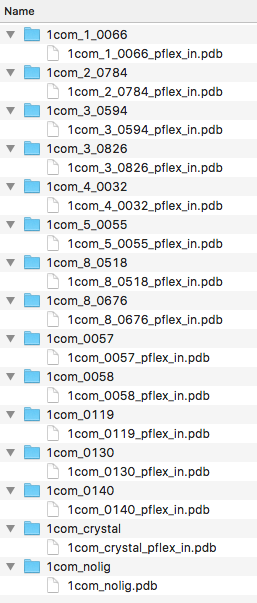 Name
1com_1_0066
1com_1_0066_pflex_in.pdb
1com_2_0784
1com_2_0784_pflex_in.pdb
1com_3_0594
1com_3_0594_pflex_in.pdb
1com_3_0826
1com_3_0826_pflex_in.pdb
1com_4_0032
1com_4_0032_pflex_in.pdb
1com_5_0055
1com_5_0055_pflex_in.pdb
1com_8_0518
1com_8_0518_pflex_in.pdb
1com_8_0676
1com_8_0676_pflex_in.pdb
1com_0057
1com_0057_pflex_in.pdb
1com_0058
1com_0058_pflex_in.pdb
1com_0119
1com_0119_pflex_in.pdb
1com_0130
1com_0130_pflex_in.pdb
1com_0140
1com_0140_pflex_in.pdb
1com_crystal
1com_crystal_pflex_in.pdb
1com_nolig
1com_nolig.pdb